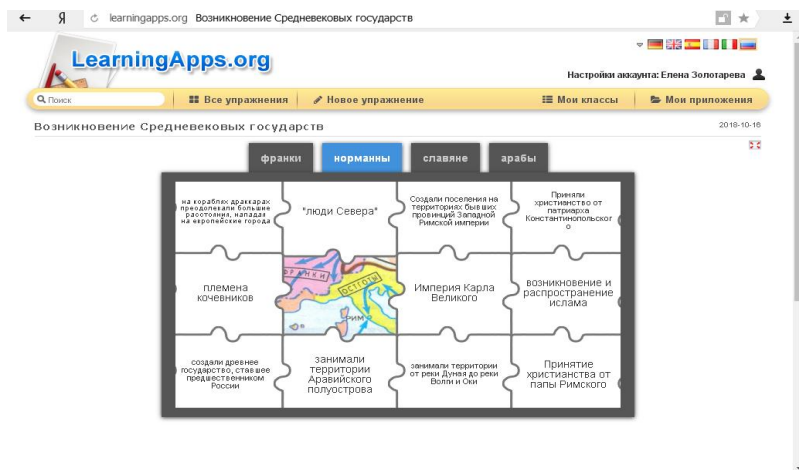 learningapps.org Возникновение Средневековых государств
LearningApps.org
Настройки аккаунта: Елена Золотарева
Поиск
Все упражнения
Новое упражнение
Мои классы
Мои приложения
Возникновение Средневековых государств
2018-10-16
франки
норманны
славяне
арабы
на кораблях драккарах
преодолевали большие
расстояния, нападая
на европейские города
"люди Севера"
Создали поселения на
территориях бывших
провинций Западной
Римской империи
Приняли
христианство от
патриарха
Константинопольског
о
племена
кочевников
ФРАНКИ
ОСТГОТЫ
РИМ
Империя Карла
Великого
возникновение и
распространение
ислама
создали древнее
государство, ставшее
предшественником
России
занимали
территории
Аравийского
полуострова
занимали территории
от реки Дуная до реки
Волги и Оки
Принятие
христианства от
папы Римского